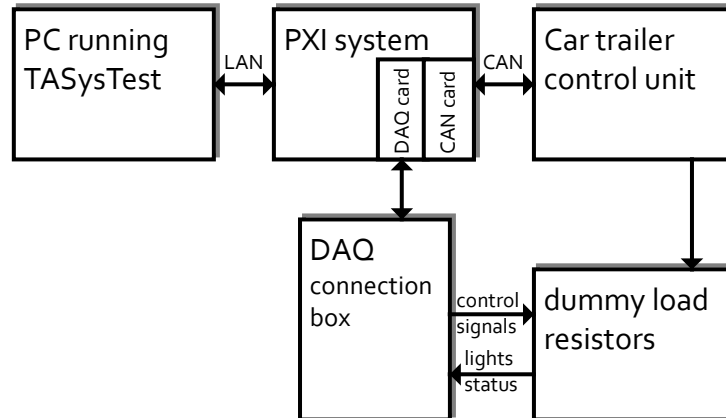 PC running
TASysTest
LAN
PXI system
DAQ card
CAN card
CAN
Car trailer
control unit
DAQ
connection
box
control
signals
lights
status
dummy load
resistors